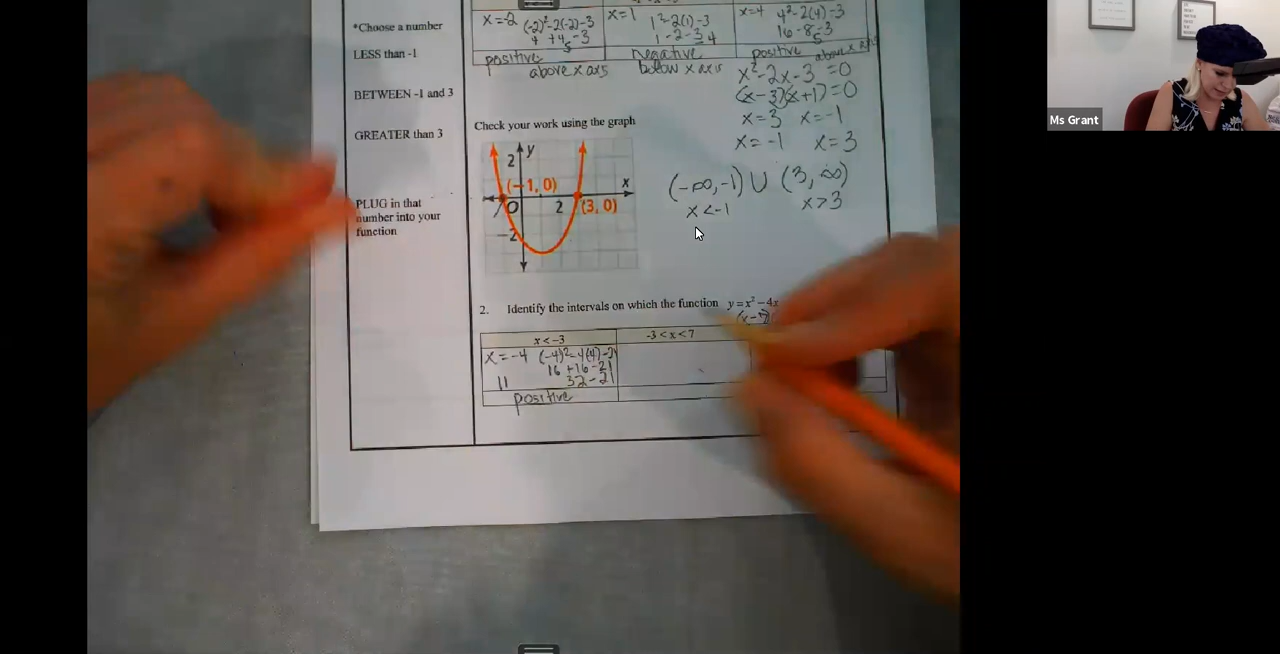 *Choose a number
LESS than -1
BETWEEN -1 and 3
GREATER than 3
PLUG in that
number into your
function
x=-2 (-2)²-2(-2)-3
4 +4 -3
5
positive
above x axis
x=1 1²-2(1)-3
1-2-3 -4
negative
below x axis
x=4 4²-2(4)-3
16-8-3
5
positive above x axis
x²-2x-3=0
(x-3)(x+1)=0
x=3 x=-1
x=-1 x=3
(-∞,-1)∪(3,∞)
x<-1 x>3
Check your work using the graph
2 y
(−1, 0) x
O 2 (3, 0)
−2
2. Identify the intervals on which the function y = x² − 4x
(x-7)
x < -3 -3 < x < 7
x=-4 (-4)²-4(4)-21
16+16-21
11 32-21
positive
Ms Grant